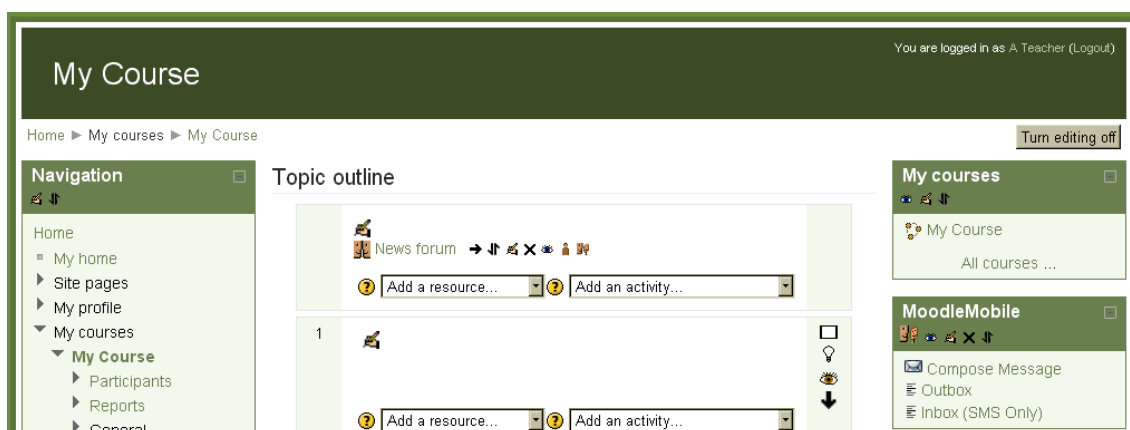 You are logged in as A Teacher (Logout)
My Course
Home ► My courses ► My Course
Turn editing off
Navigation
Home
My home
Site pages
My profile
My courses
My Course
Participants
Reports
General
Topic outline
News forum
Add a resource... Add an activity...
1
Add a resource... Add an activity...
My courses
My Course
All courses ...
MoodleMobile
Compose Message
Outbox
Inbox (SMS Only)